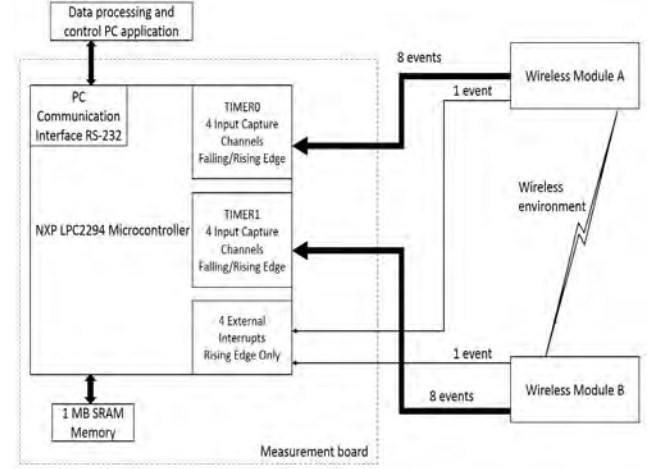 Data processing and
control PC application
8 events
Wireless Module A
1 event
PC
Communication
Interface RS-232
TIMER0
4 Input Capture
Channels
Falling/Rising Edge
Wireless
environment
NXP LPC2294 Microcontroller
TIMER1
4 Input Capture
Channels
Falling/Rising Edge
4 External
Interrupts
Rising Edge Only
1 event
Wireless Module B
8 events
1 MB SRAM
Memory
Measurement board